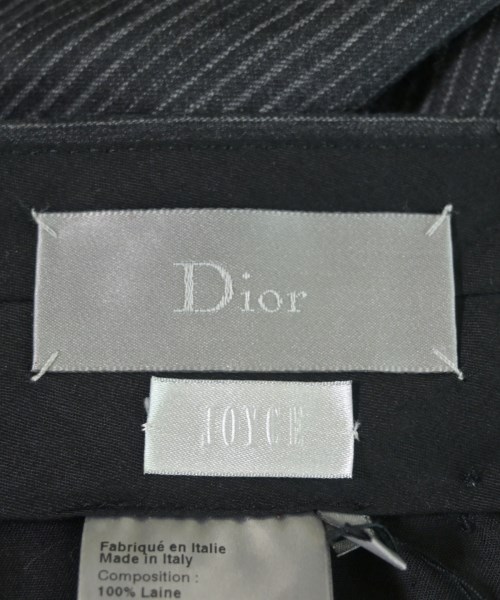 Dior
JOYCE
Fabriqué en Italie
Made in Italy
Composition :
100% Laine